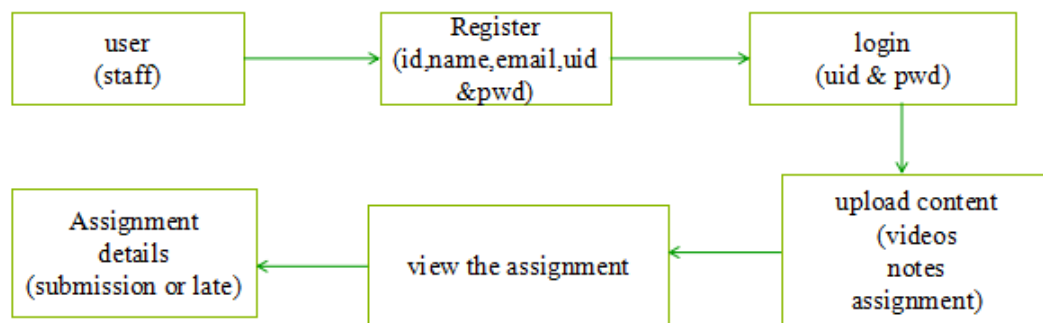 user
(staff)
Register
(id,name,email,uid
&pwd)
login
(uid & pwd)
upload content
(videos
notes
assignment)
view the assignment
Assignment
details
(submission or late)